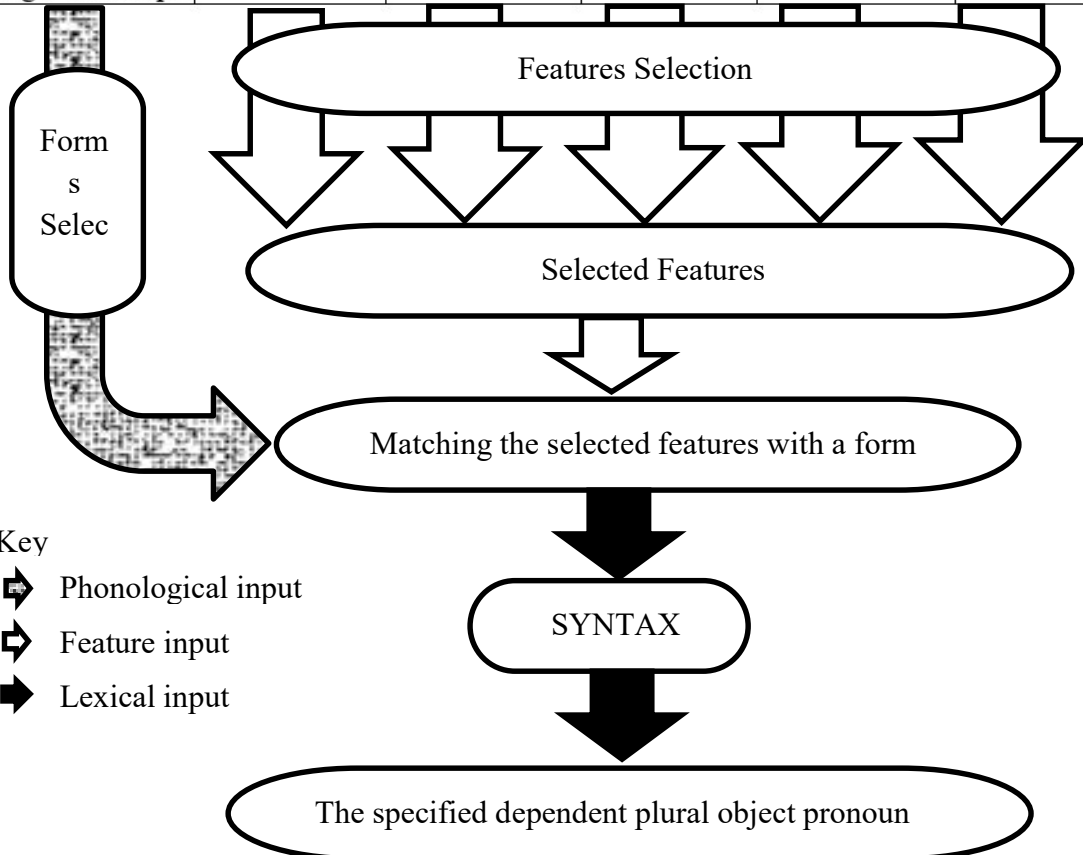 Features Selection
Form
s
Selec
Selected Features
Matching the selected features with a form
Key
Phonological input
Feature input
Lexical input
SYNTAX
The specified dependent plural object pronoun